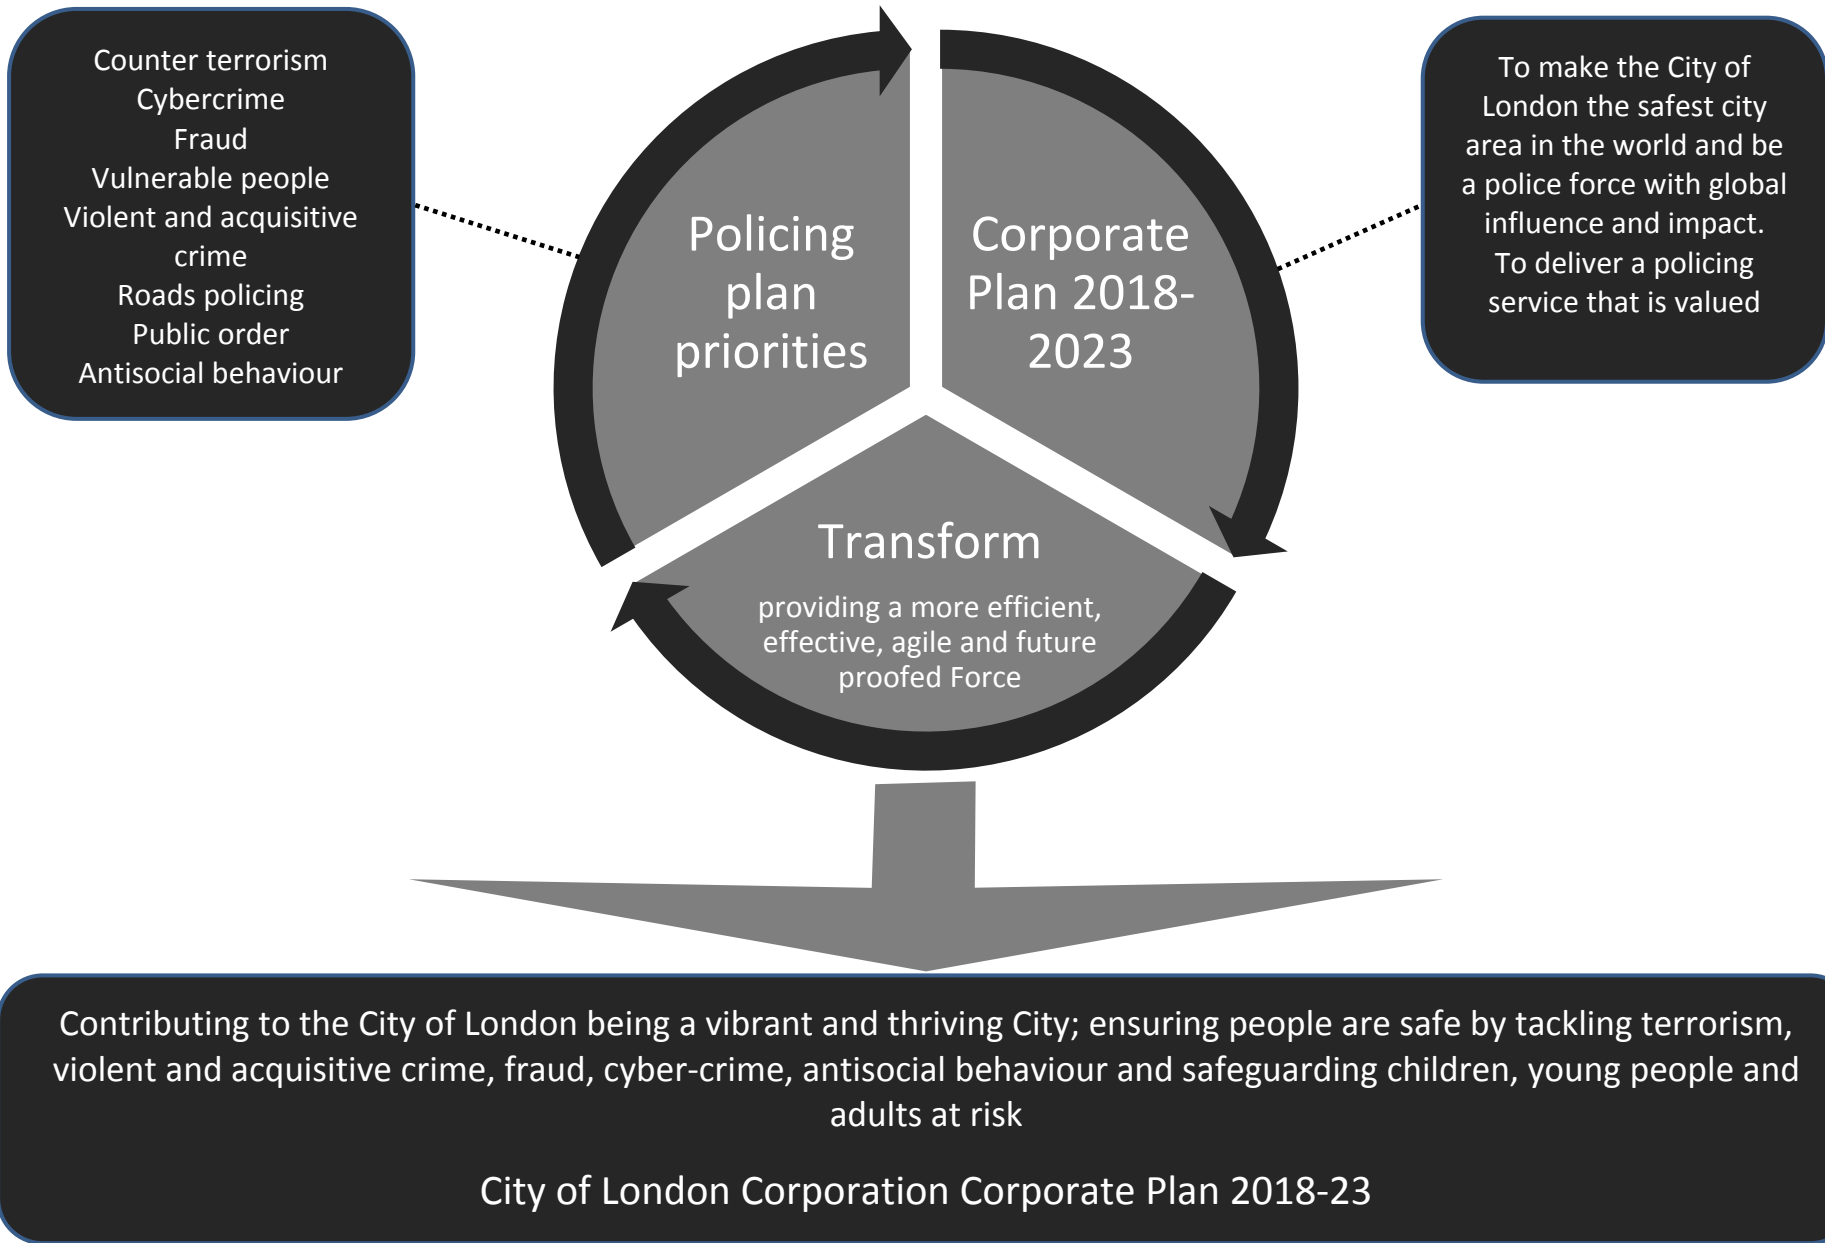 Counter terrorism
Cybercrime
Fraud
Vulnerable people
Violent and acquisitive
crime
Roads policing
Public order
Antisocial behaviour
Policing
plan
priorities
Corporate
Plan 2018-
2023
To make the City of
London the safest city
area in the world and be
a police force with global
influence and impact.
To deliver a policing
service that is valued
Transform
providing a more efficient,
effective, agile and future
proofed Force
Contributing to the City of London being a vibrant and thriving City; ensuring people are safe by tackling terrorism,
violent and acquisitive crime, fraud, cyber-crime, antisocial behaviour and safeguarding children, young people and
adults at risk
City of London Corporation Corporate Plan 2018-23